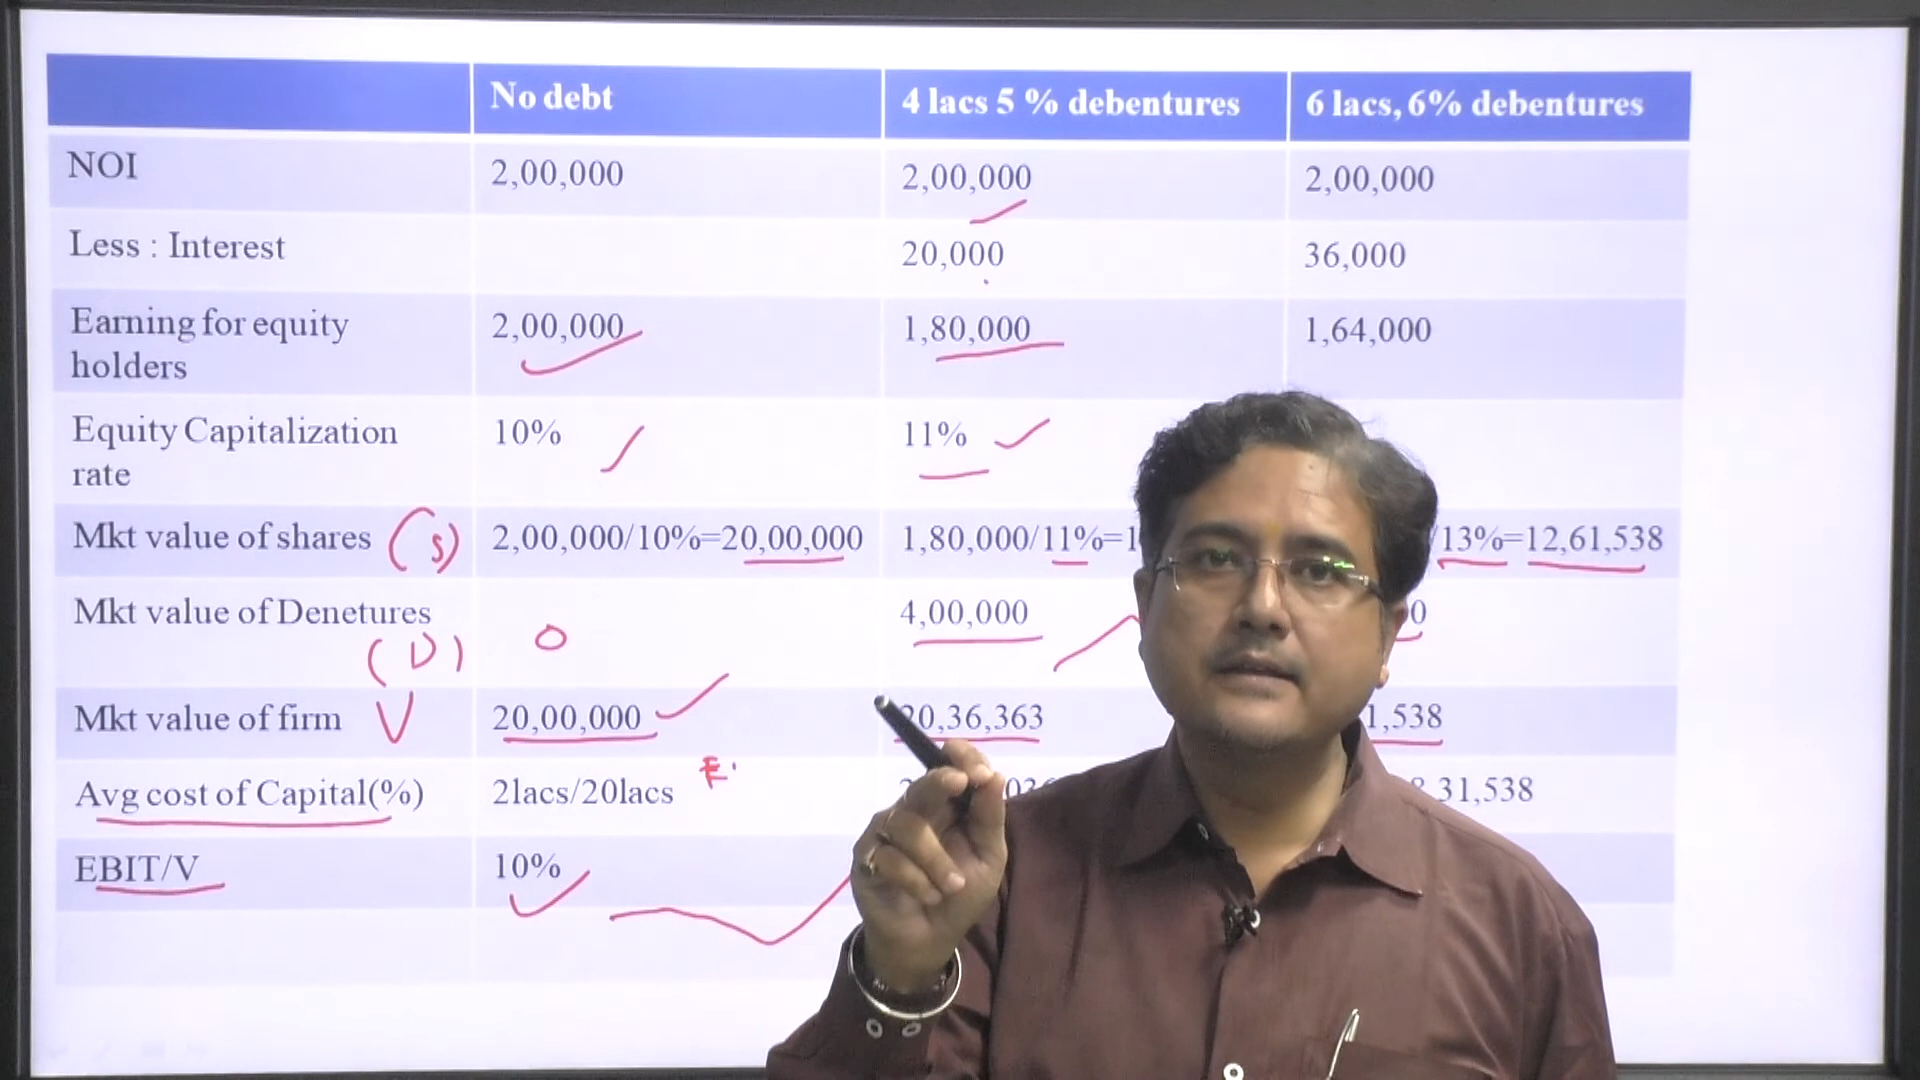 No debt 4 lacs 5 % debentures 6 lacs, 6% debentures
NOI 2,00,000 2,00,000 2,00,000
Less : Interest 20,000 36,000
Earning for equity 2,00,000 1,80,000 1,64,000
holders
Equity Capitalization 10% 11%
rate
Mkt value of shares (S) 2,00,000/10%=20,00,000 1,80,000/11%=1 /13%=12,61,538
Mkt value of Denetures 4,00,000 0
(D) 0
Mkt value of firm V 20,00,000 20,36,363 1,538
Avg cost of Capital(%) 2lacs/20lacs 31,538
EBIT/V 10%